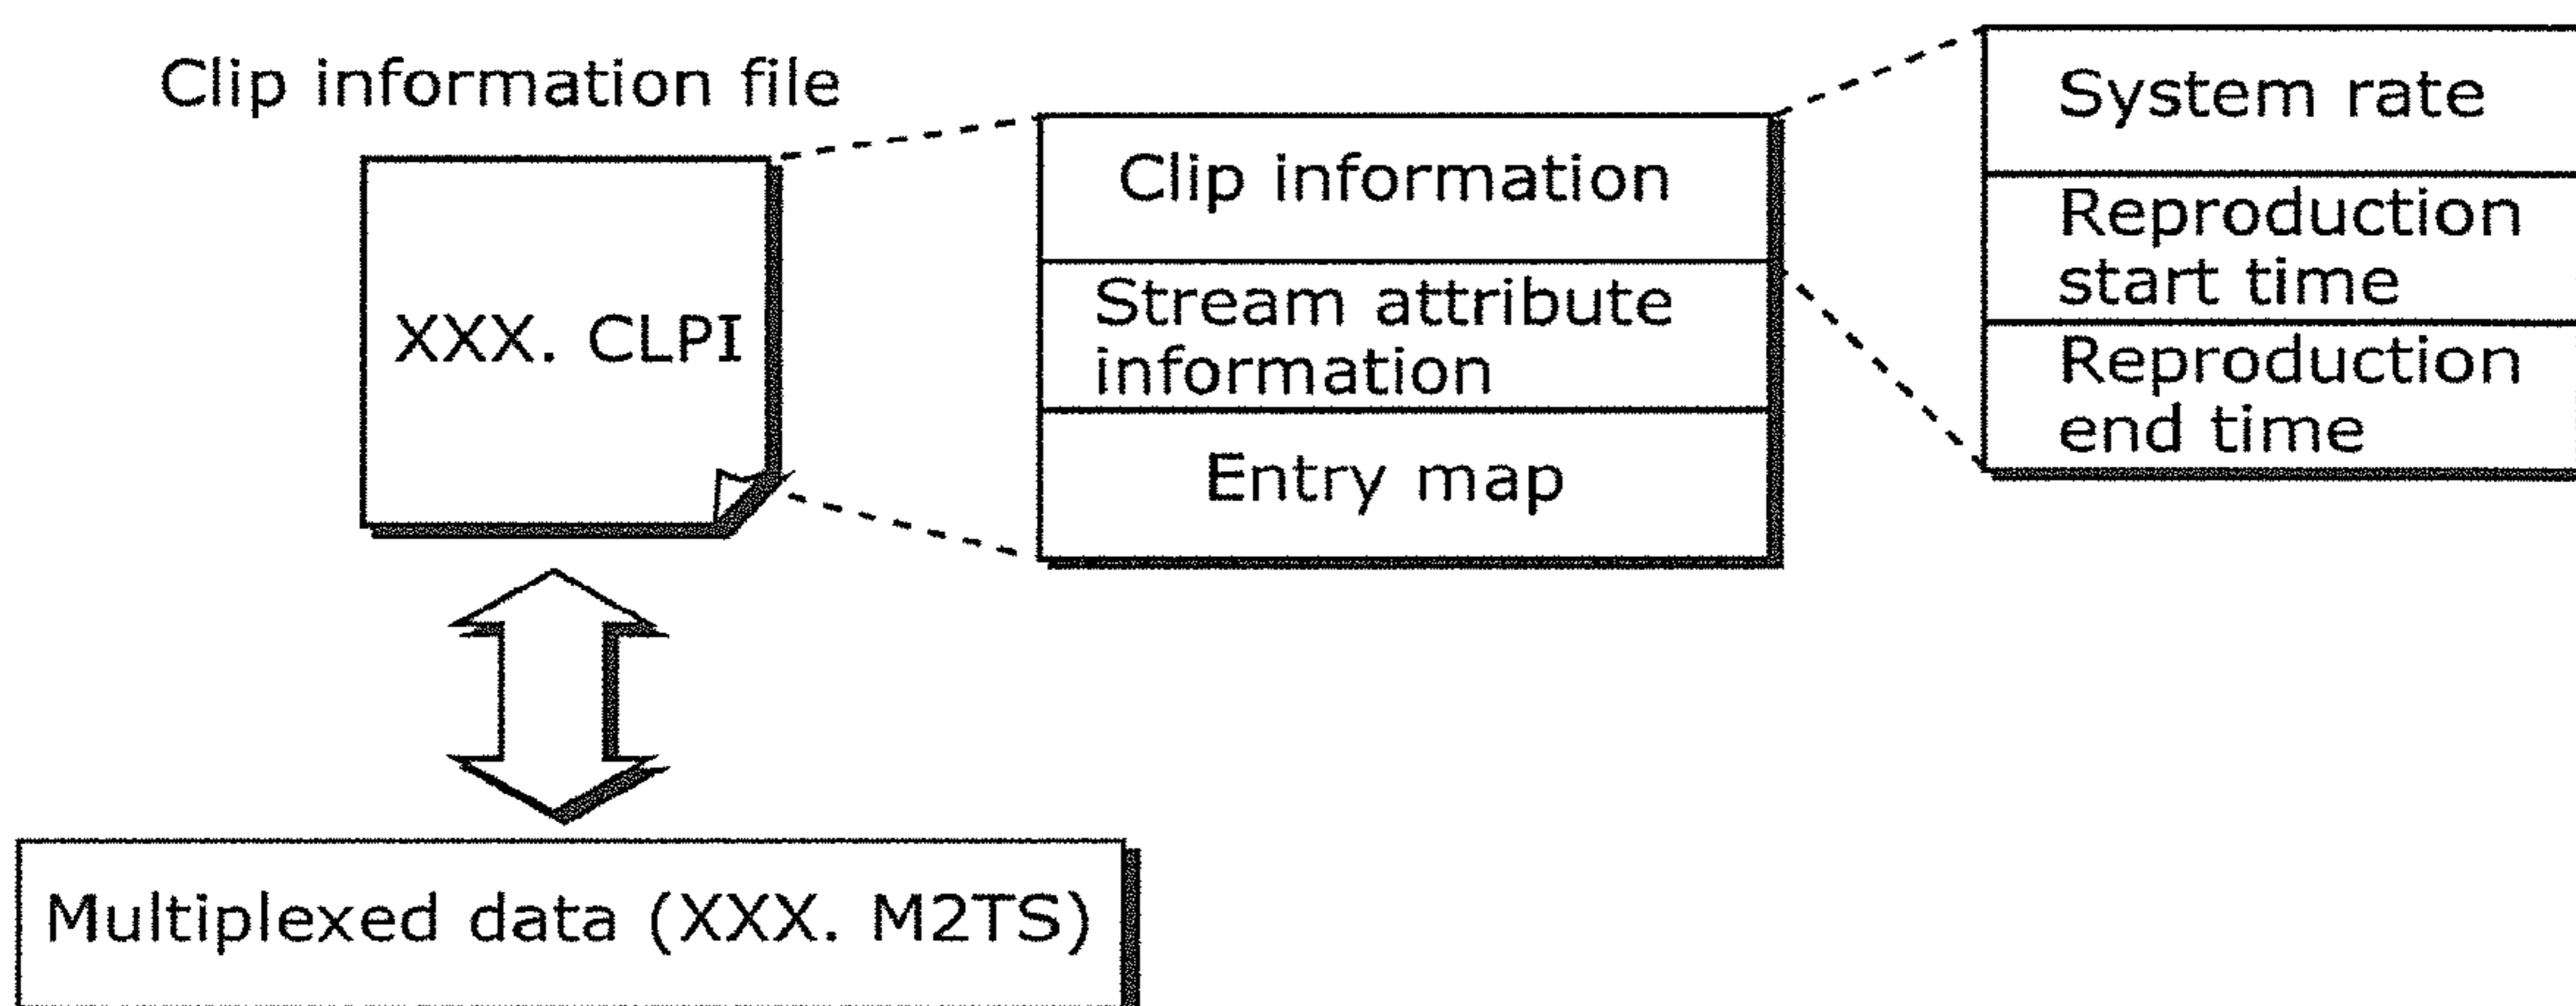 Clip information file
XXX. CLPI
Clip information
Stream attribute
information
Entry map
System rate
Reproduction
start time
Reproduction
end time
Multiplexed data (XXX. M2TS)